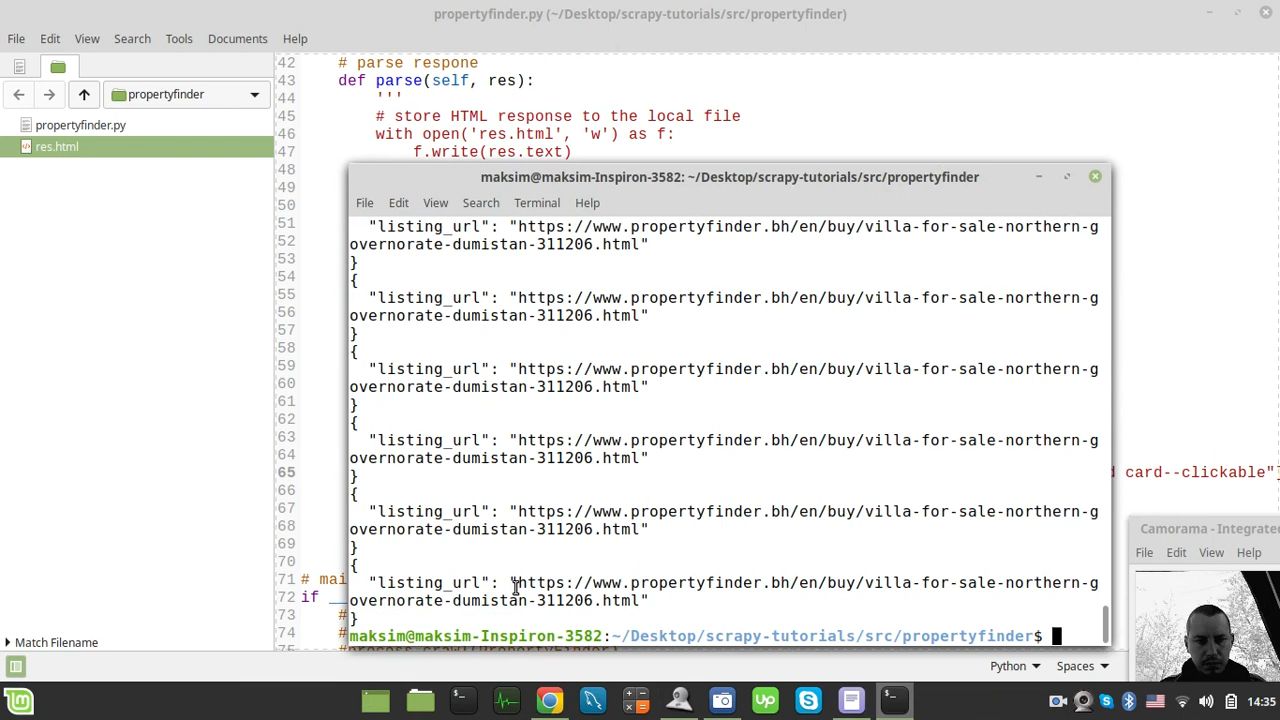 propertyfinder.py (~/Desktop/scrapy-tutorials/src/propertyfinder)
File Edit View Search Tools Documents Help
propertyfinder
propertyfinder.py
res.html
42 # parse respone
43 def parse(self, res):
44 '''
45 # store HTML response to the local file
46 with open('res.html', 'w') as f:
47 f.write(res.text)
48
49
50
51
52
53
54
55
56
57
58
59
60
61
62
63
64
65 d card--clickable"]
66
67
68
69
70
71 # mai
72 if __
73 #
74 #
75 #process.crawl(PropertyFinder)
maksim@maksim-Inspiron-3582: ~/Desktop/scrapy-tutorials/src/propertyfinder
File Edit View Search Terminal Help
"listing_url": "https://www.propertyfinder.bh/en/buy/villa-for-sale-northern-g
overnorate-dumistan-311206.html"
}
{
"listing_url": "https://www.propertyfinder.bh/en/buy/villa-for-sale-northern-g
overnorate-dumistan-311206.html"
}
{
"listing_url": "https://www.propertyfinder.bh/en/buy/villa-for-sale-northern-g
overnorate-dumistan-311206.html"
}
{
"listing_url": "https://www.propertyfinder.bh/en/buy/villa-for-sale-northern-g
overnorate-dumistan-311206.html"
}
{
"listing_url": "https://www.propertyfinder.bh/en/buy/villa-for-sale-northern-g
overnorate-dumistan-311206.html"
}
{
"listing_url": "https://www.propertyfinder.bh/en/buy/villa-for-sale-northern-g
overnorate-dumistan-311206.html"
}
maksim@maksim-Inspiron-3582:~/Desktop/scrapy-tutorials/src/propertyfinder$
Camorama - Integrated
File Edit View Help
Match Filename
Python Spaces
14:35